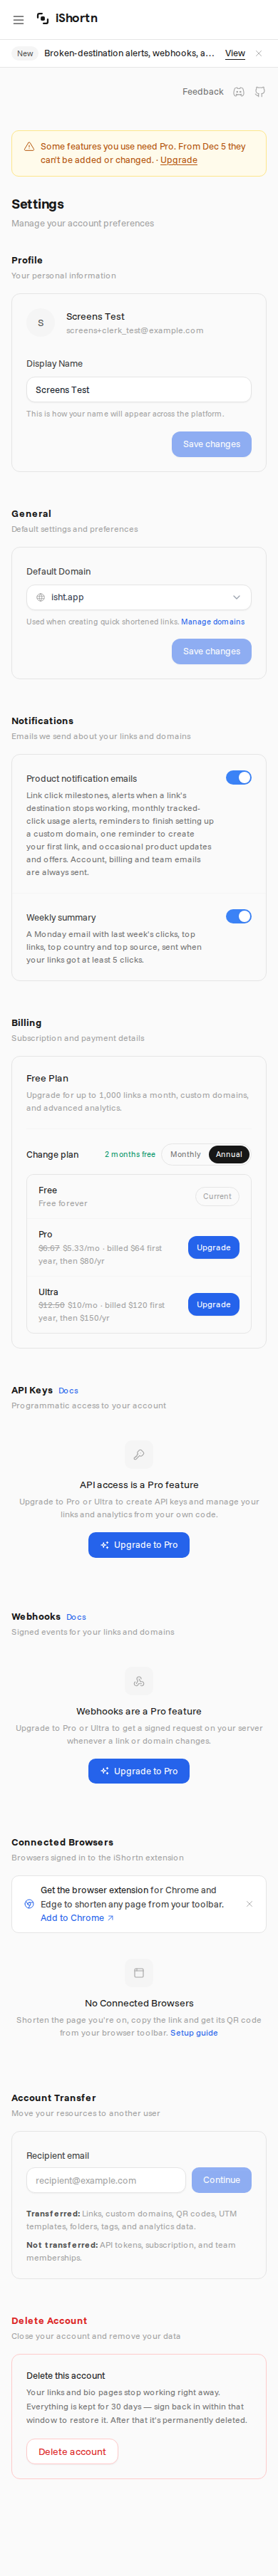 iShortn
New Broken-destination alerts, webhooks, a... View
Feedback
Some features you use need Pro. From Dec 5 they
can't be added or changed. · Upgrade
Settings
Manage your account preferences
Profile
Your personal information
S
Screens Test
screens+clerk_test@example.com
Display Name
Screens Test
This is how your name will appear across the platform.
Save changes
General
Default settings and preferences
Default Domain
isht.app
Used when creating quick shortened links. Manage domains
Save changes
Notifications
Emails we send about your links and domains
Product notification emails
Link click milestones, alerts when a link's
destination stops working, monthly tracked-
click usage alerts, reminders to finish setting up
a custom domain, one reminder to create
your first link, and occasional product updates
and offers. Account, billing and team emails
are always sent.
Weekly summary
A Monday email with last week's clicks, top
links, top country and top source, sent when
your links got at least 5 clicks.
Billing
Subscription and payment details
Free Plan
Upgrade for up to 1,000 links a month, custom domains,
and advanced analytics.
Change plan 2 months free Monthly Annual
Free
Free forever
Current
Pro
$6.67 $5.33/mo · billed $64 first
year, then $80/yr
Upgrade
Ultra
$12.50 $10/mo · billed $120 first
year, then $150/yr
Upgrade
API Keys Docs
Programmatic access to your account
API access is a Pro feature
Upgrade to Pro or Ultra to create API keys and manage your
links and analytics from your own code.
Upgrade to Pro
Webhooks Docs
Signed events for your links and domains
Webhooks are a Pro feature
Upgrade to Pro or Ultra to get a signed request on your server
whenever a link or domain changes.
Upgrade to Pro
Connected Browsers
Browsers signed in to the iShortn extension
Get the browser extension for Chrome and
Edge to shorten any page from your toolbar.
Add to Chrome
No Connected Browsers
Shorten the page you're on, copy the link and get its QR code
from your browser toolbar. Setup guide
Account Transfer
Move your resources to another user
Recipient email
recipient@example.com
Continue
Transferred: Links, custom domains, QR codes, UTM
templates, folders, tags, and analytics data.
Not transferred: API tokens, subscription, and team
memberships.
Delete Account
Close your account and remove your data
Delete this account
Your links and bio pages stop working right away.
Everything is kept for 30 days — sign back in within that
window to restore it. After that it's permanently deleted.
Delete account